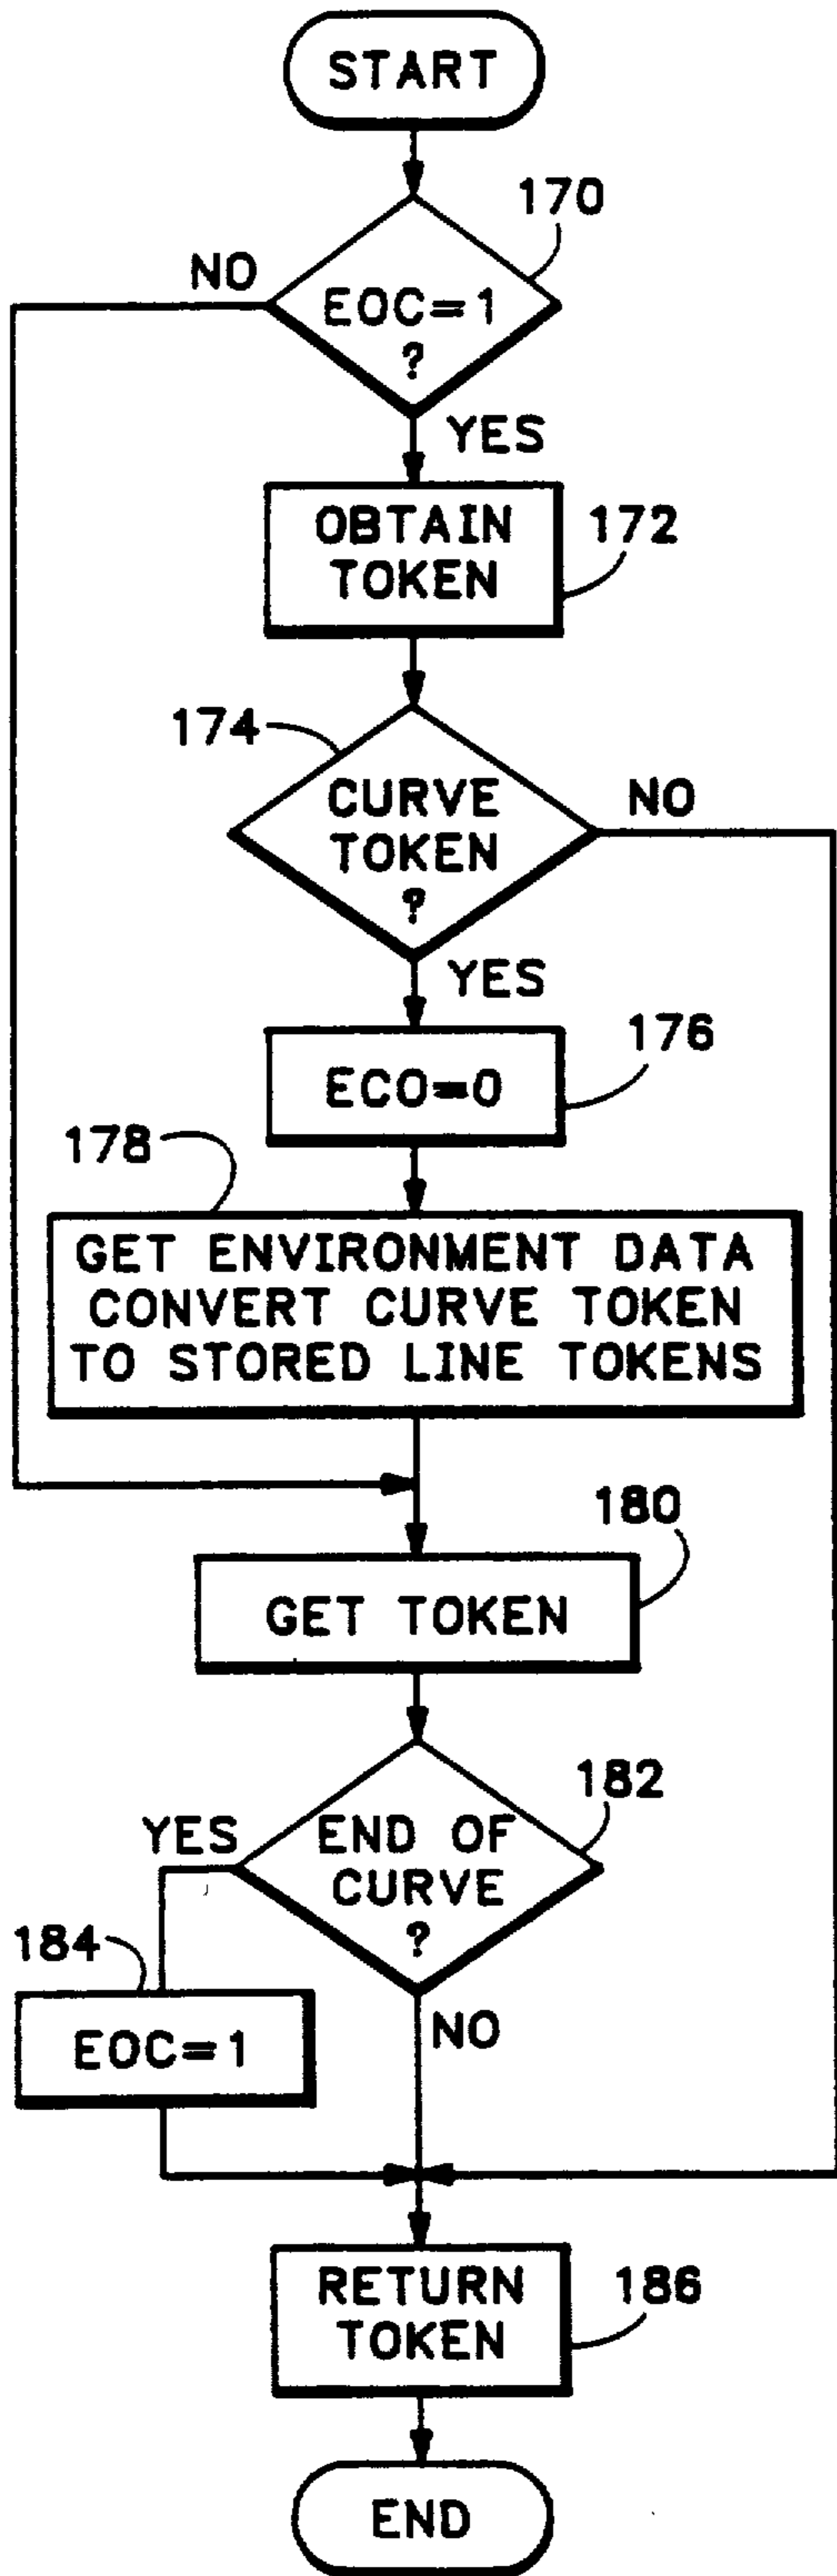 START
170
NO
EOC=1
?
YES
OBTAIN
TOKEN
172
174
CURVE
TOKEN
?
NO
YES
176
ECO=0
178
GET ENVIRONMENT DATA
CONVERT CURVE TOKEN
TO STORED LINE TOKENS
180
GET TOKEN
182
YES
END OF
CURVE
?
184
NO
EOC=1
RETURN
TOKEN
186
END